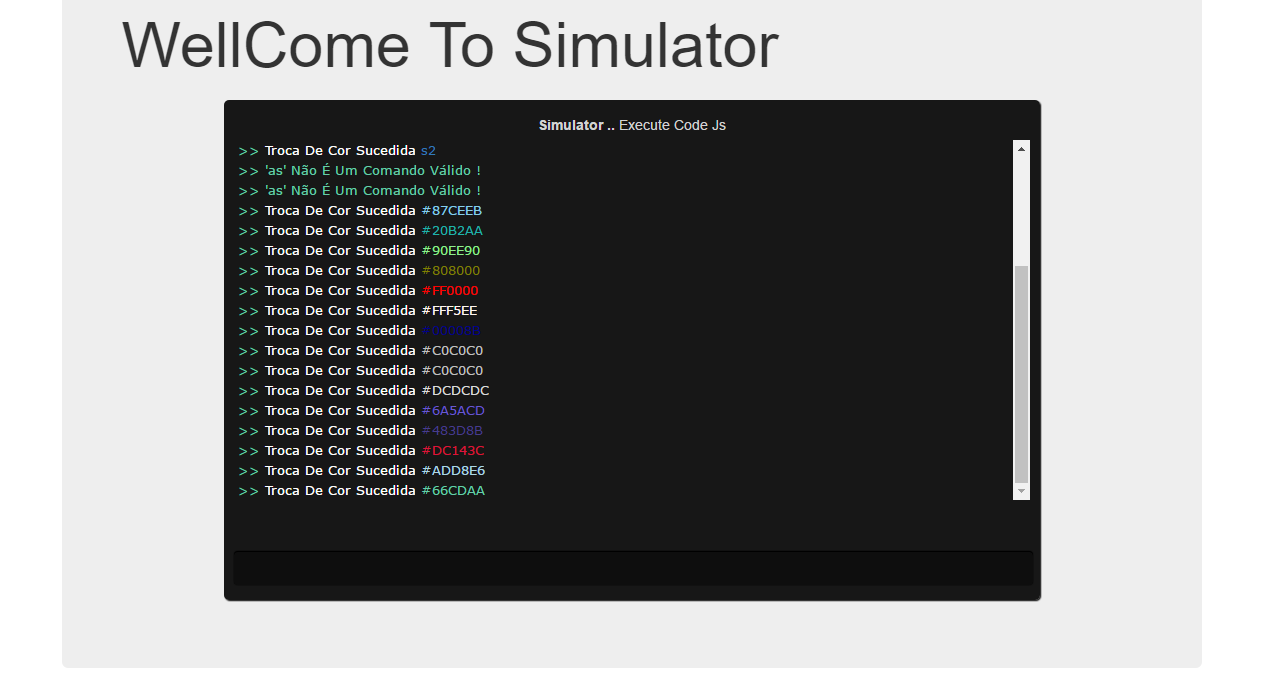 WellCome To Simulator
Simulator .. Execute Code Js
>> Troca De Cor Sucedida s2
>> 'as' Não É Um Comando Válido !
>> 'as' Não É Um Comando Válido !
>> Troca De Cor Sucedida #87CEEB
>> Troca De Cor Sucedida #20B2AA
>> Troca De Cor Sucedida #90EE90
>> Troca De Cor Sucedida #808000
>> Troca De Cor Sucedida #FF0000
>> Troca De Cor Sucedida #FFF5EE
>> Troca De Cor Sucedida #00008B
>> Troca De Cor Sucedida #C0C0C0
>> Troca De Cor Sucedida #C0C0C0
>> Troca De Cor Sucedida #DCDCDC
>> Troca De Cor Sucedida #6A5ACD
>> Troca De Cor Sucedida #483D8B
>> Troca De Cor Sucedida #DC143C
>> Troca De Cor Sucedida #ADD8E6
>> Troca De Cor Sucedida #66CDAA